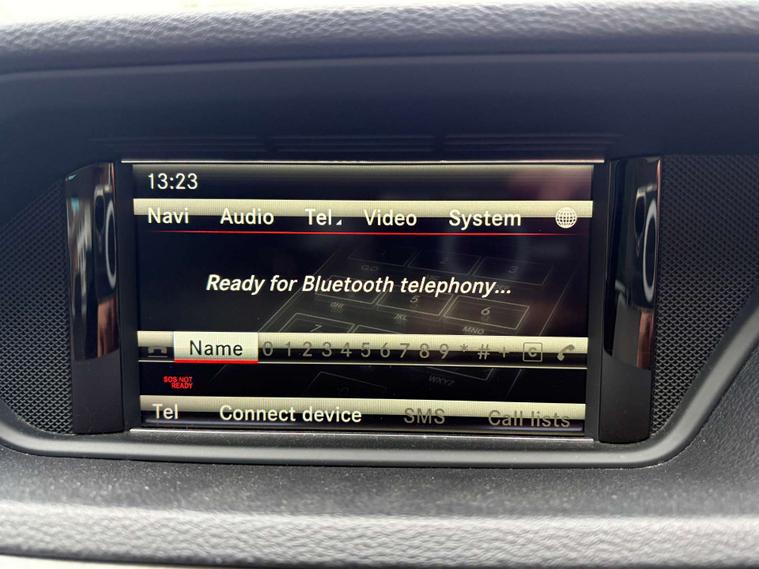 13:23
Navi Audio Tel Video System
Ready for Bluetooth telephony...
Name 0 1 2 3 4 5 6 7 8 9 * # + C
SOS NOT
READY
Tel Connect device SMS Call lists